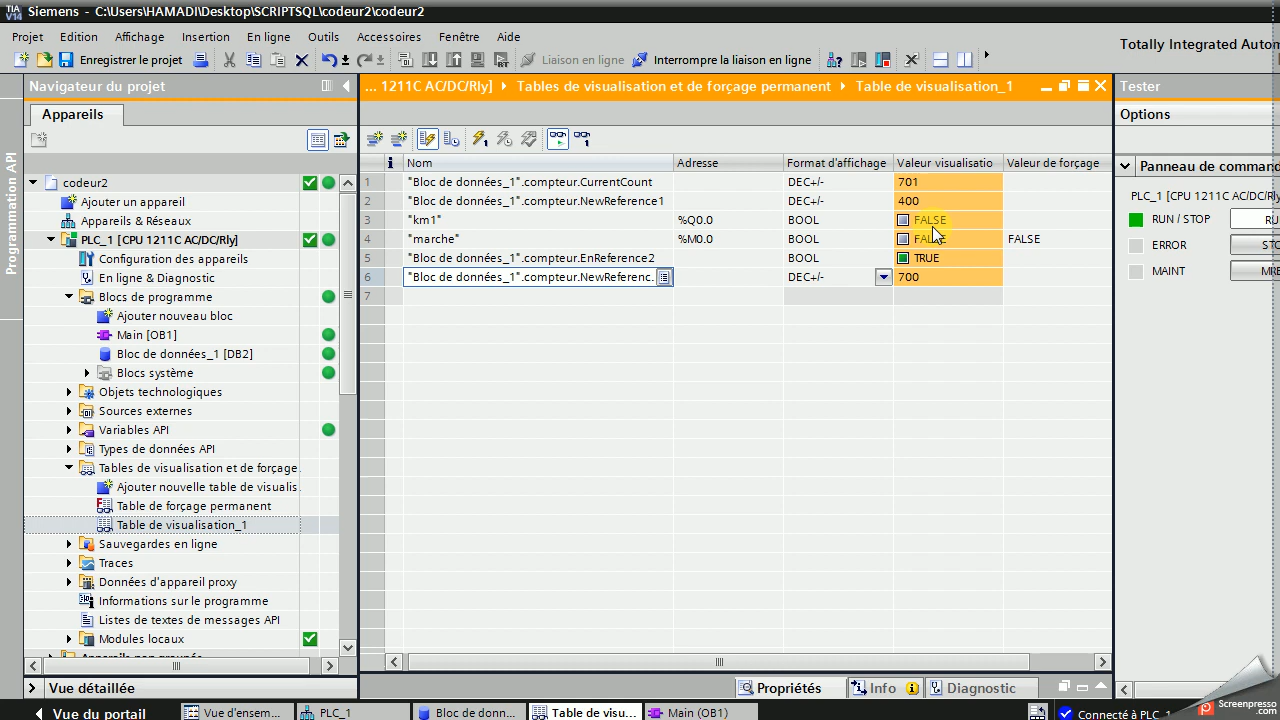 TIA V14 Siemens - C:\Users\HAMADI\Desktop\SCRIPTSQL\codeur2\codeur2
Projet Edition Affichage Insertion En ligne Outils Accessoires Fenêtre Aide
Totally Integrated Autom
Enregistrer le projet Liaison en ligne Interrompre la liaison en ligne
Navigateur du projet
Appareils
Programmation API
codeur2
Ajouter un appareil
Appareils & Réseaux
PLC_1 [CPU 1211C AC/DC/Rly]
Configuration des appareils
En ligne & Diagnostic
Blocs de programme
Ajouter nouveau bloc
Main [OB1]
Bloc de données_1 [DB2]
Blocs système
Objets technologiques
Sources externes
Variables API
Types de données API
Tables de visualisation et de forçage.
Ajouter nouvelle table de visualis.
Table de forçage permanent
Table de visualisation_1
Sauvegardes en ligne
Traces
Données d'appareil proxy
Informations sur le programme
Listes de textes de messages API
Modules locaux
Vue détaillée
... 1211C AC/DC/Rly] Tables de visualisation et de forçage permanent Table de visualisation_1
i Nom Adresse Format d'affichage Valeur visualisatio Valeur de forçag
1 "Bloc de données_1".compteur.CurrentCount DEC+/- 701
2 "Bloc de données_1".compteur.NewReference1 DEC+/- 400
3 "km1" %Q0.0 BOOL FALSE
4 "marche" %M0.0 BOOL FALSE FALSE
5 "Bloc de données_1".compteur.EnReference2 BOOL TRUE
6 "Bloc de données_1".compteur.NewReferenc. DEC+/- 700
7
Propriétés Info Diagnostic
Tester
Options
Panneau de command
PLC_1 [CPU 1211C AC/DC/Rly
RUN / STOP RU
ERROR STO
MAINT MRE
Vue du portail Vue d'ensem... PLC_1 Bloc de donn... Table de visu... Main (OB1) Connecté à PLC_1
Screenpresso
.com